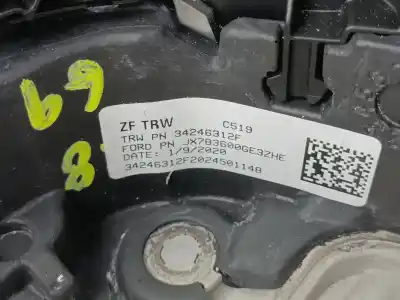 69
8
ZF TRW C519
TRW PN 34246312F
FORD PN JX7B3600GE3ZHE
DATE: 1/9/2020
34246312F2024501148